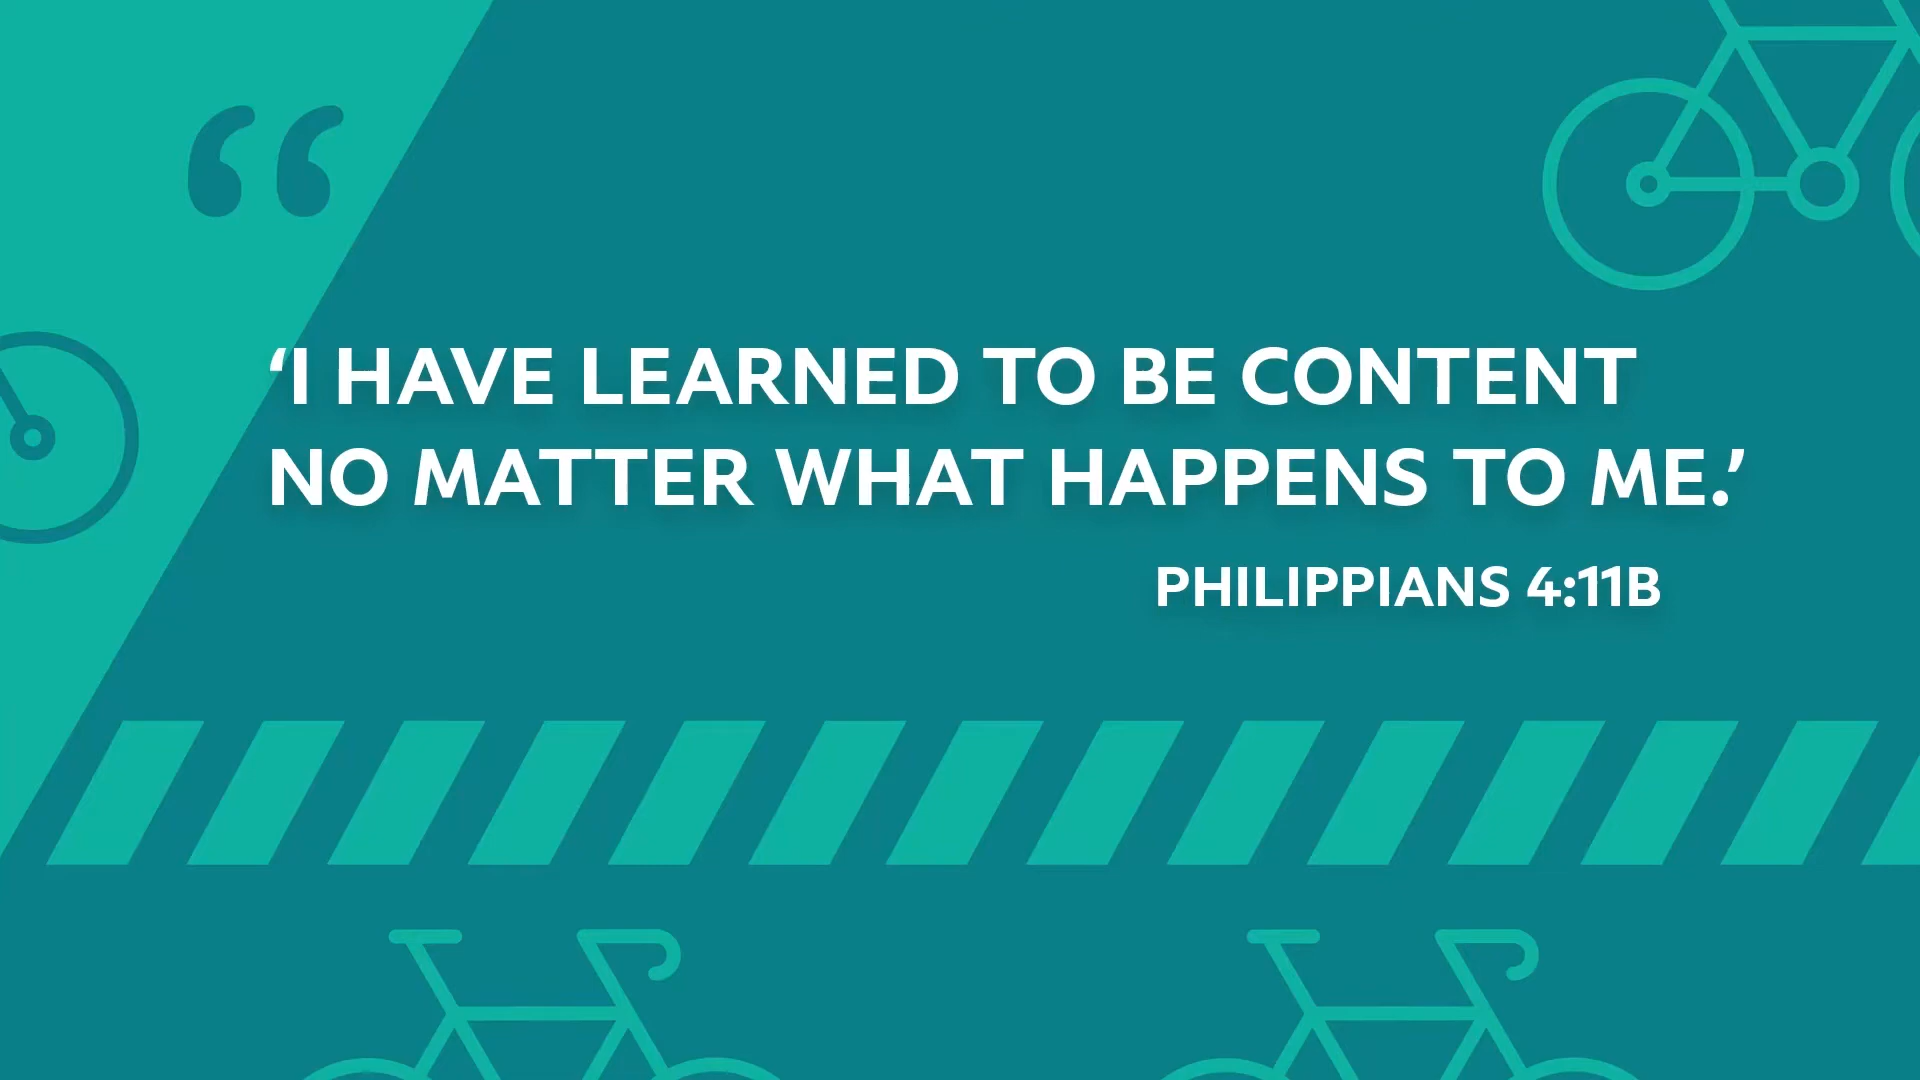 “
‘I HAVE LEARNED TO BE CONTENT
NO MATTER WHAT HAPPENS TO ME.’
PHILIPPIANS 4:11B